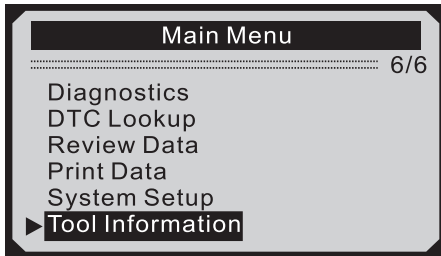 Main Menu
6/6
Diagnostics
DTC Lookup
Review Data
Print Data
System Setup
Tool Information